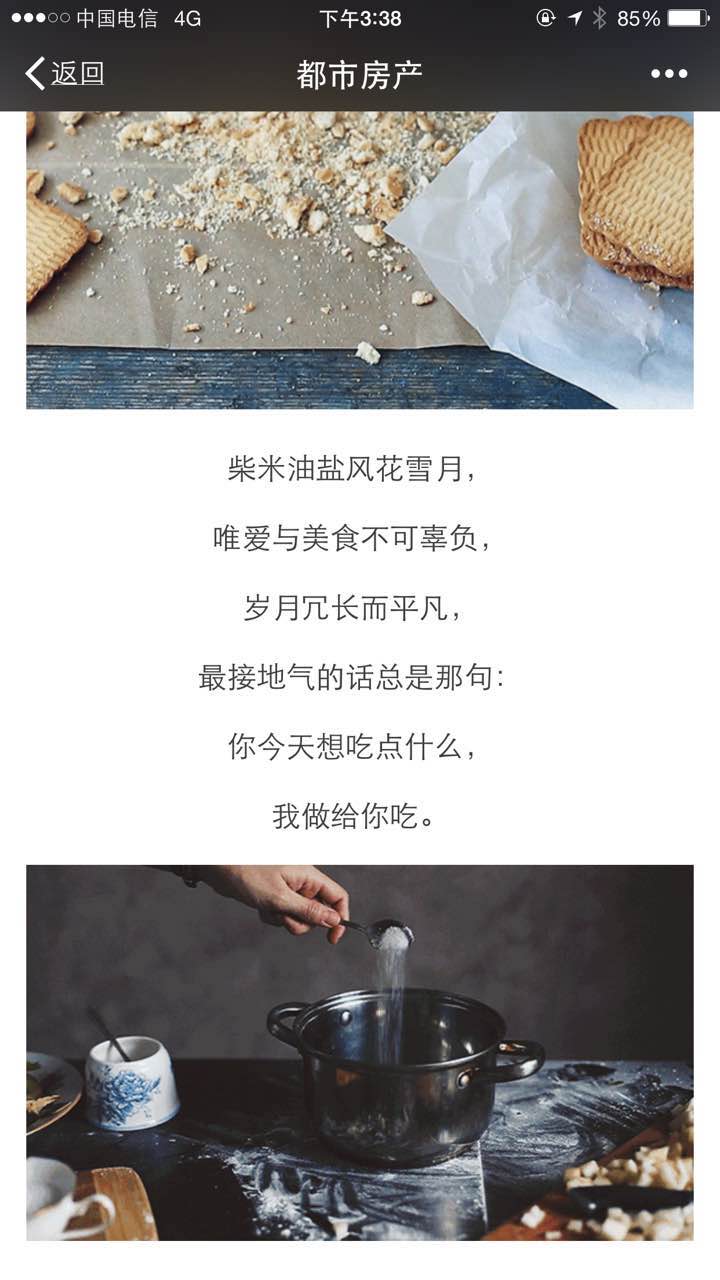 中国电信 4G 下午3:38 85%
返回 都市房产
柴米油盐风花雪月，
唯爱与美食不可辜负，
岁月冗长而平凡，
最接地气的话总是那句：
你今天想吃点什么，
我做给你吃。